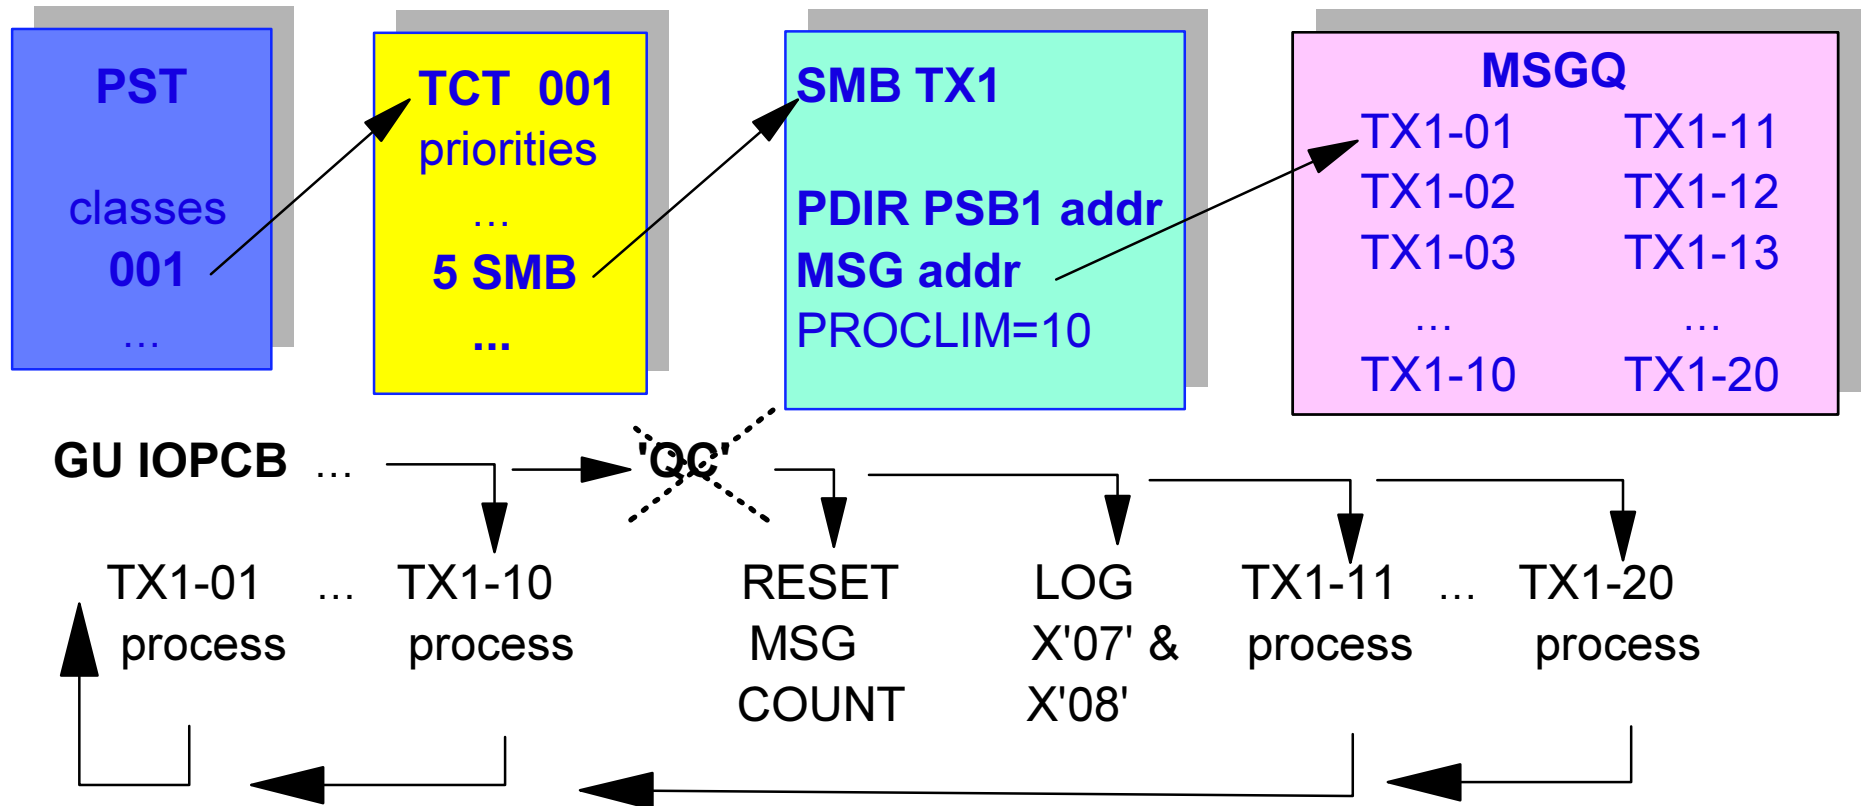 PST
classes
001
...
TCT 001
priorities
...
5 SMB
...
SMB TX1
PDIR PSB1 addr
MSG addr
PROCLIM=10
MSGQ
TX1-01 TX1-11
TX1-02 TX1-12
TX1-03 TX1-13
... ...
TX1-10 TX1-20
GU IOPCB ... 'QC'
TX1-01 ... TX1-10 RESET LOG TX1-11 ... TX1-20
process process MSG X'07' & process process
COUNT X'08'